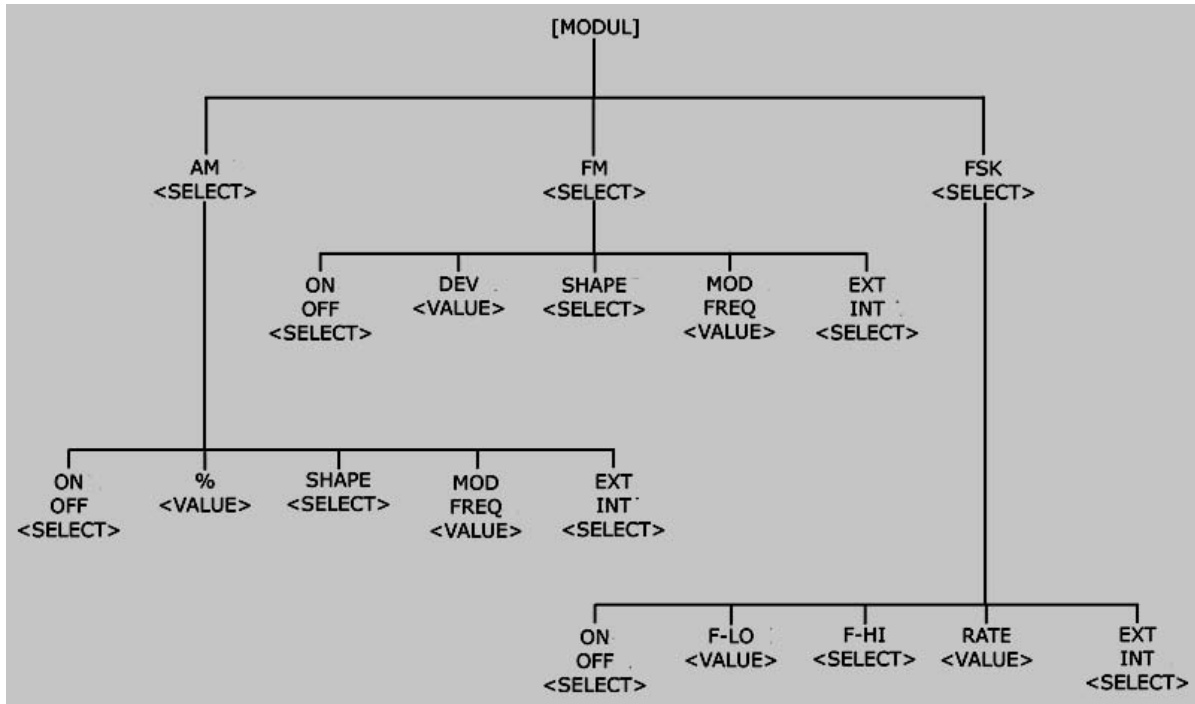 [MODUL]
AM
<SELECT>
FM
<SELECT>
FSK
<SELECT>
ON
OFF
<SELECT>
DEV
<VALUE>
SHAPE
<SELECT>
MOD
FREQ
<VALUE>
EXT
INT
<SELECT>
ON
OFF
<SELECT>
%
<VALUE>
SHAPE
<SELECT>
MOD
FREQ
<VALUE>
EXT
INT
<SELECT>
ON
OFF
<SELECT>
F-LO
<VALUE>
F-HI
<SELECT>
RATE
<VALUE>
EXT
INT
<SELECT>